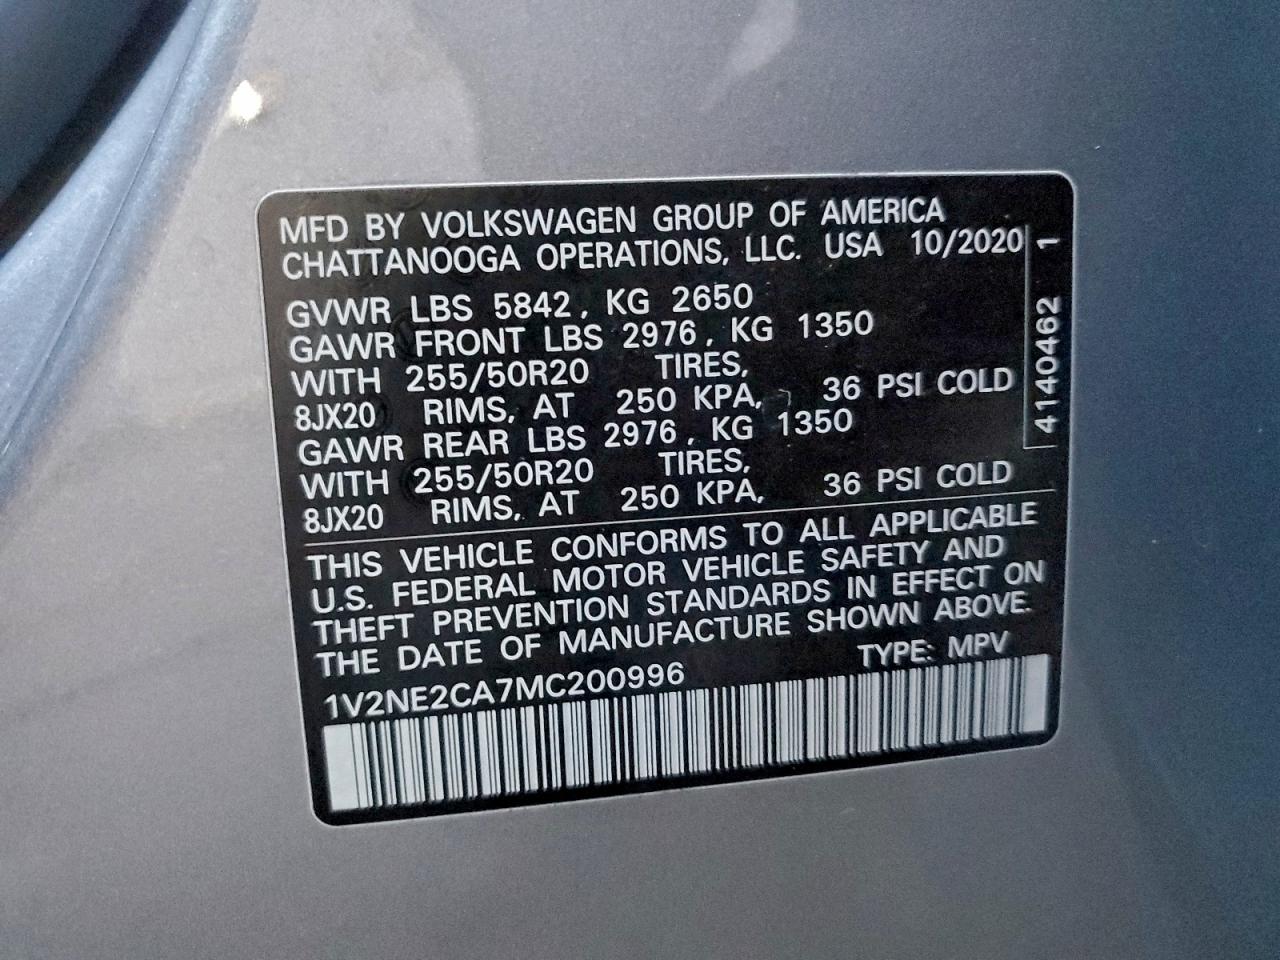 MFD BY VOLKSWAGEN GROUP OF AMERICA
CHATTANOOGA OPERATIONS, LLC. USA 10/2020
GVWR LBS 5842, KG 2650
GAWR FRONT LBS 2976, KG 1350
WITH 255/50R20 TIRES,
8JX20 RIMS, AT 250 KPA, 36 PSI COLD
GAWR REAR LBS 2976, KG 1350
WITH 255/50R20 TIRES,
8JX20 RIMS, AT 250 KPA, 36 PSI COLD
4140462 1
THIS VEHICLE CONFORMS TO ALL APPLICABLE
U.S. FEDERAL MOTOR VEHICLE SAFETY AND
THEFT PREVENTION STANDARDS IN EFFECT ON
THE DATE OF MANUFACTURE SHOWN ABOVE.
1V2NE2CA7MC200996 TYPE: MPV